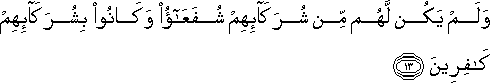 وَلَمْ يَكُن لَّهُم مِّن شُرَكَآئِهِمْ شُفَعَـٰٓؤُا۟ وَكَانُوا۟ بِشُرَكَآئِهِمْ
كَـٰفِرِينَ ١٣